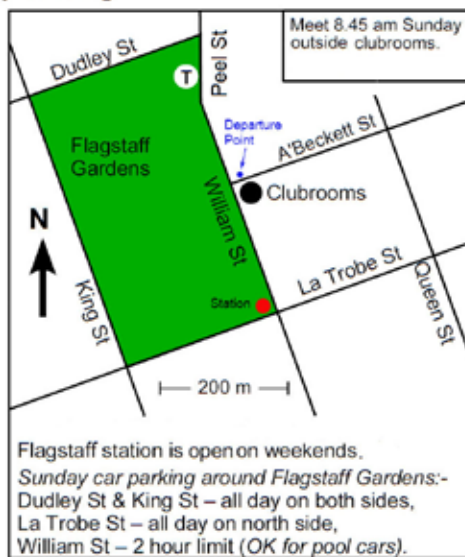 Meet 8.45 am Sunday
outside clubrooms.
Dudley St
Peel St
T
Flagstaff
Gardens
Departure
Point
A'Beckett St
Clubrooms
William St
N
King St
Station
La Trobe St
Queen St
200 m
Flagstaff station is open on weekends.
Sunday car parking around Flagstaff Gardens:-
Dudley St & King St – all day on both sides,
La Trobe St – all day on north side,
William St – 2 hour limit (OK for pool cars).